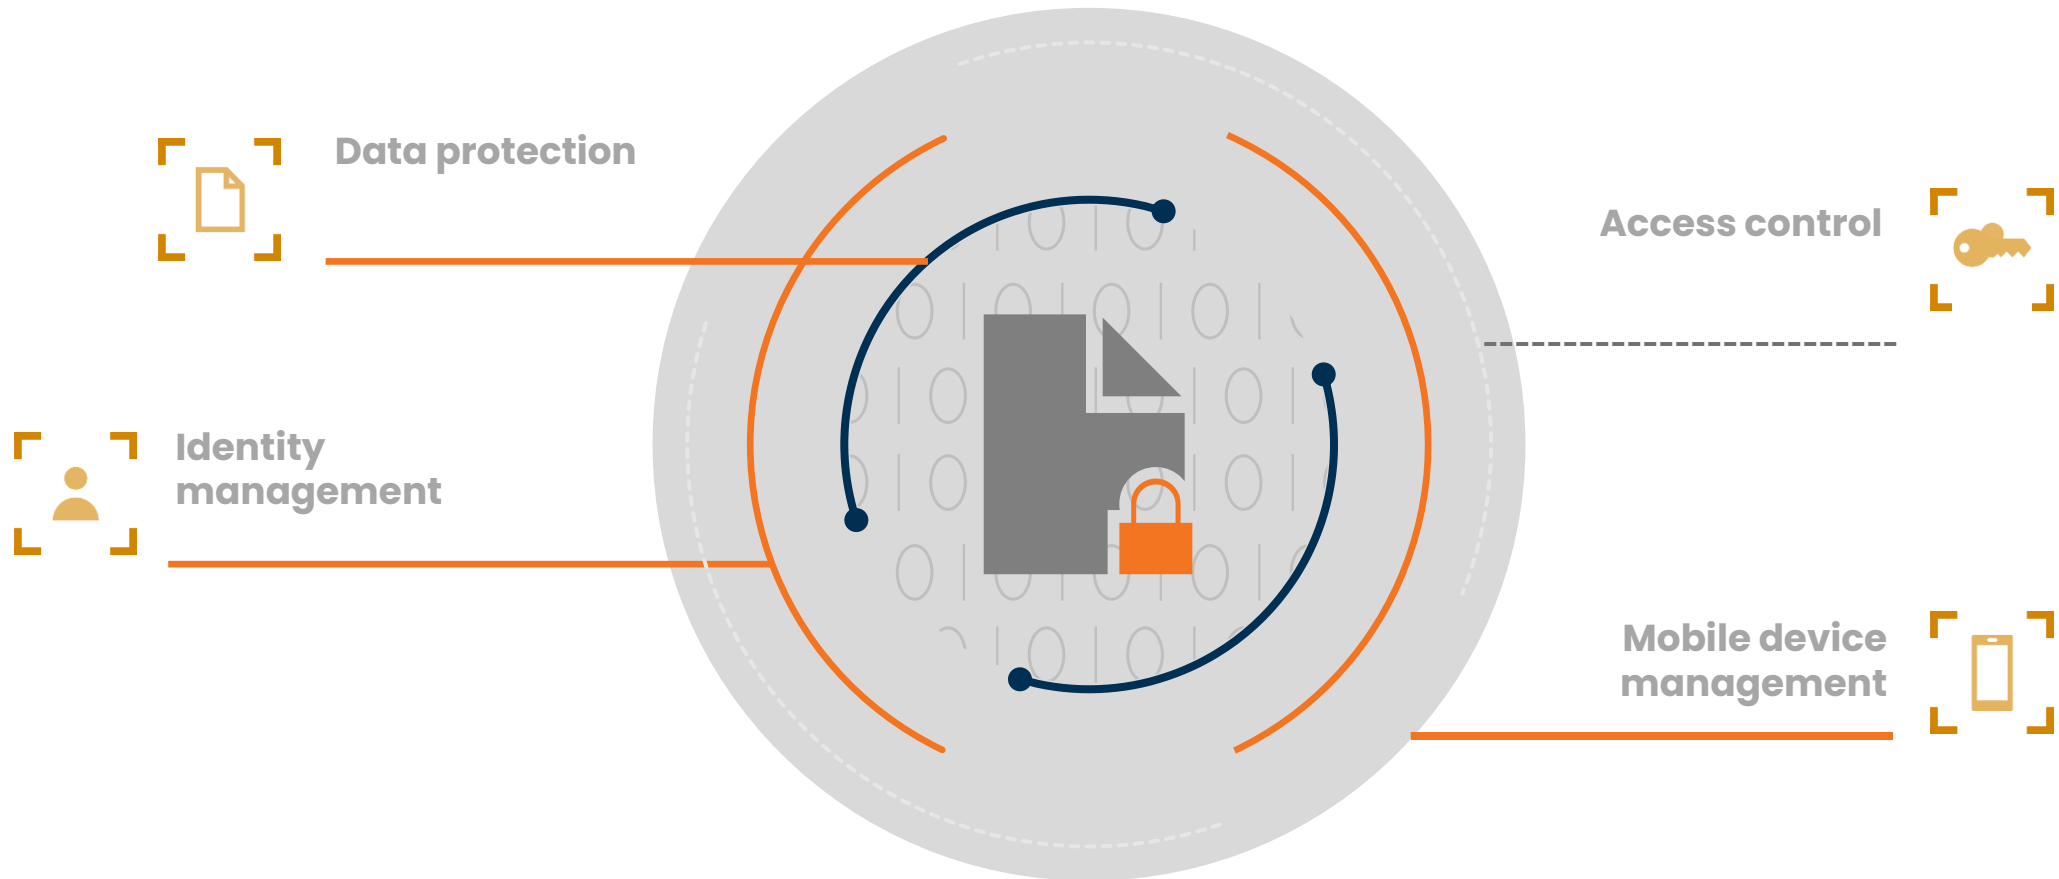 Data protection
Access control
Identity
management
Mobile device
management